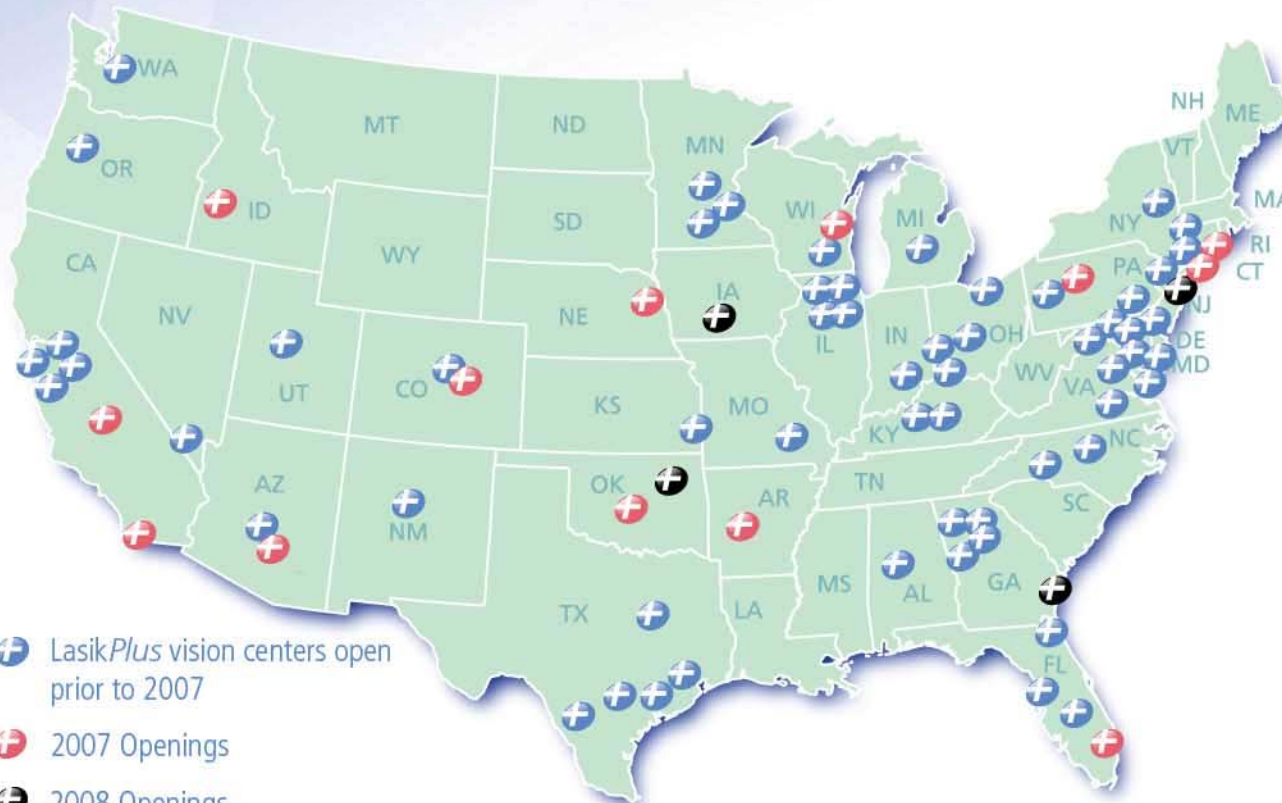 WA
MT
ND
MN
OR
ID
SD
WI
MI
NH
ME
VT
NY
MA
RI
CT
PA
NJ
WY
CA
NV
NE
IA
IL
IN
OH
DE
MD
UT
CO
KS
MO
WV
VA
KY
NC
AZ
NM
OK
AR
TN
SC
TX
LA
MS
AL
GA
FL
LasikPlus vision centers open
prior to 2007
2007 Openings
2008 Openings